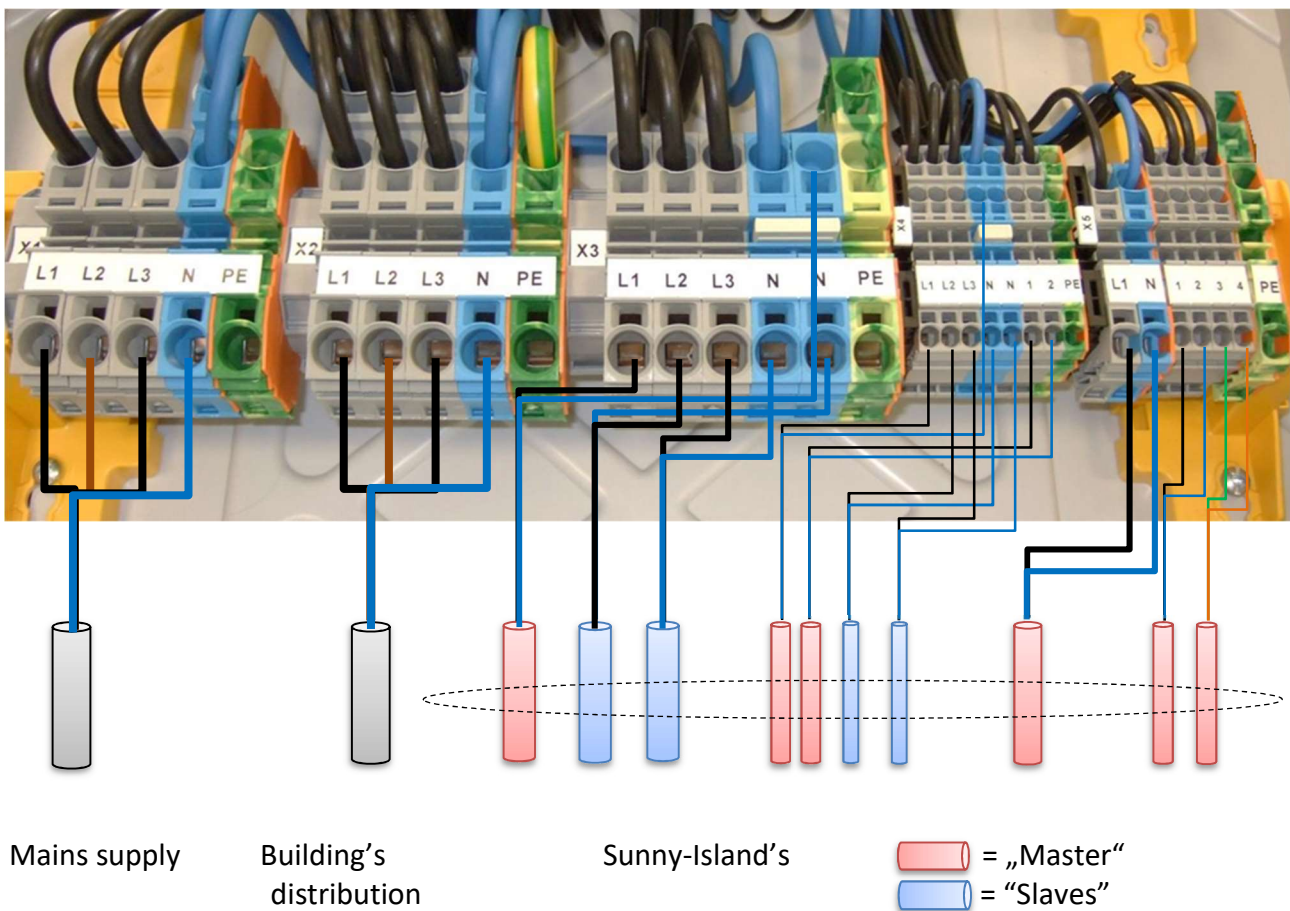 X1
L1 L2 L3 N PE
X2
L1 L2 L3 N PE
X3
L1 L2 L3 N N PE
X4
L1 L2 L3 N N 1 2 PE
X5
L1 N 1 2 3 4 PE
Mains supply
Building’s
distribution
Sunny-Island's
= „Master“
= “Slaves”